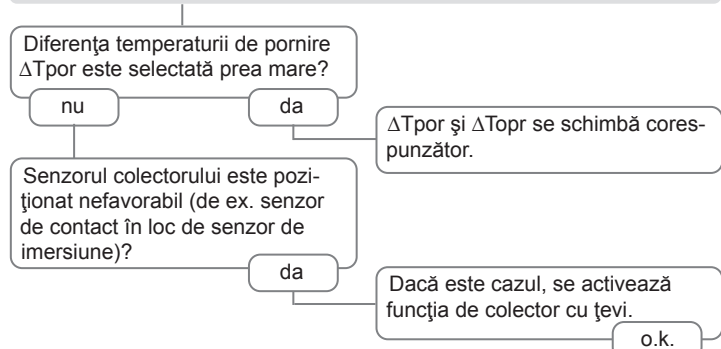 Diferenţa temperaturii de pornire
∆Tpor este selectată prea mare?
nu
da
∆Tpor şi ∆Topr se schimbă cores-
punzător.
Senzorul colectorului este pozi-
ţionat nefavorabil (de ex. senzor
de contact în loc de senzor de
imersiune)?
da
Dacă este cazul, se activează
funcţia de colector cu ţevi.
o.k.